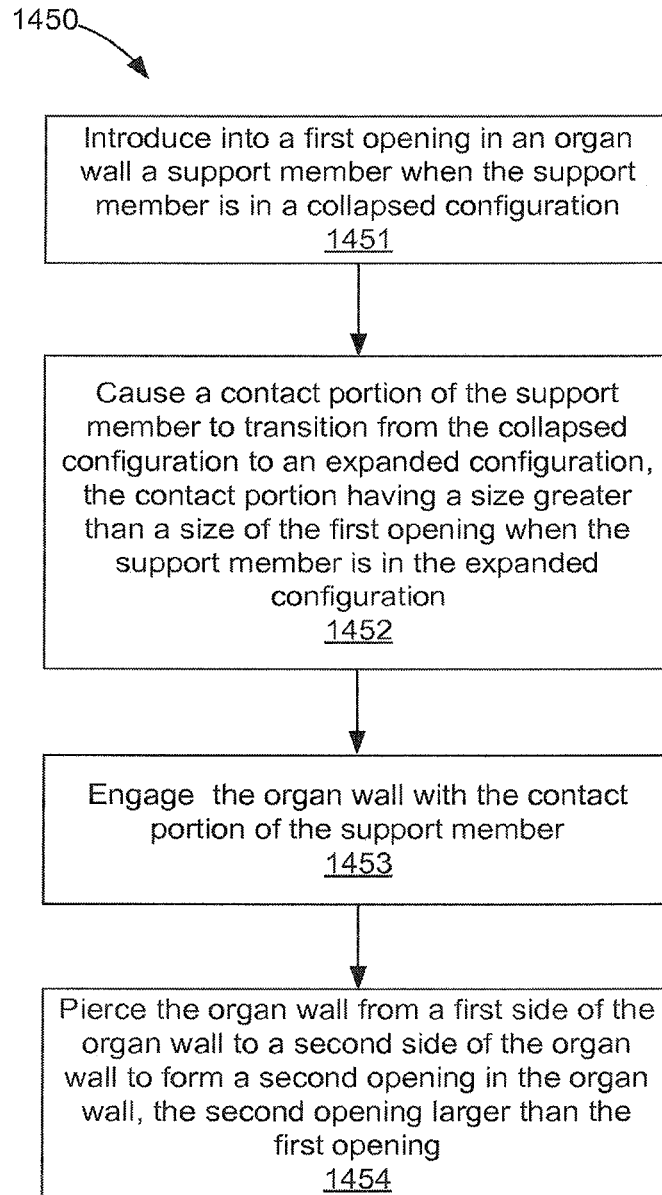 1450
Introduce into a first opening in an organ
wall a support member when the support
member is in a collapsed configuration
1451
Cause a contact portion of the support
member to transition from the collapsed
configuration to an expanded configuration,
the contact portion having a size greater
than a size of the first opening when the
support member is in the expanded
configuration
1452
Engage the organ wall with the contact
portion of the support member
1453
Pierce the organ wall from a first side of the
organ wall to a second side of the organ
wall to form a second opening in the organ
wall, the second opening larger than the
first opening
1454